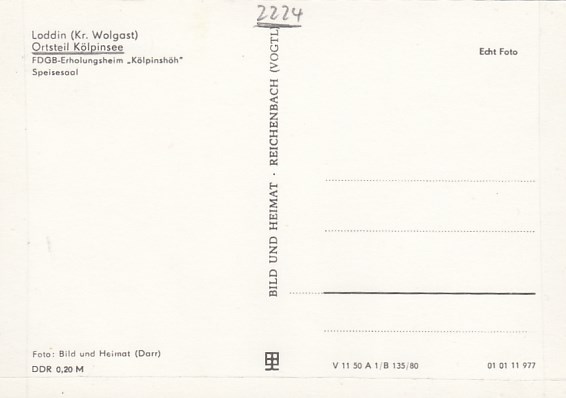 2224
Loddin (Kr. Wolgast)
Ortsteil Kölpinsee
FDGB-Erholungsheim „Kölpinshöh"
Speisesaal
Echt Foto
BILD UND HEIMAT · REICHENBACH (VOGTL
Foto: Bild und Heimat (Darr)
DDR 0,20 M
V 11 50 A 1/B 135/80
01 01 11 977